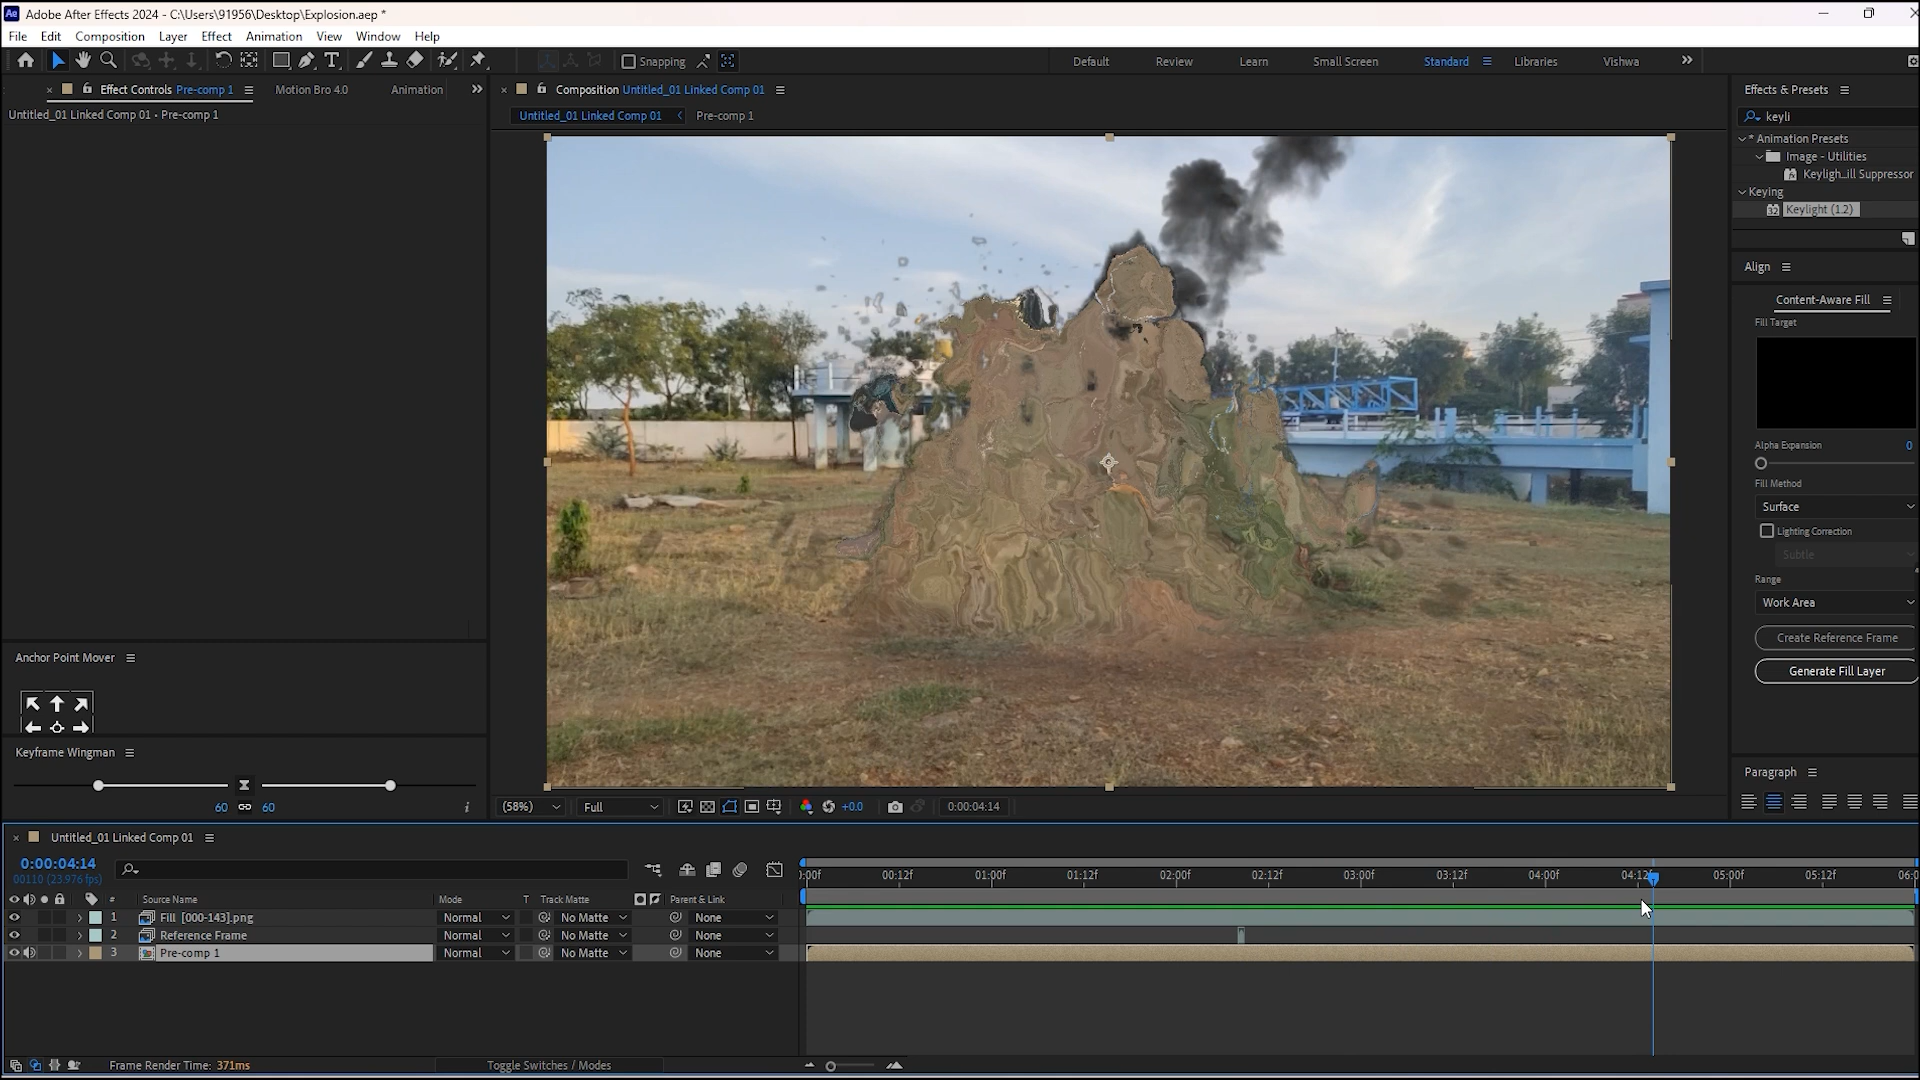 Adobe After Effects 2024 - C:\Users\91956\Desktop\Explosion.aep *
File Edit Composition Layer Effect Animation View Window Help
Snapping
Default Review Learn Small Screen Standard Libraries Vishwa
Effect Controls Pre-comp 1 Motion Bro 4.0 Animation
Untitled_01 Linked Comp 01 • Pre-comp 1
Composition Untitled_01 Linked Comp 01
Untitled_01 Linked Comp 01 Pre-comp 1
Effects & Presets
keyli
* Animation Presets
Image - Utilities
Keyligh...ill Suppressor
Keying
32 Keylight (1.2)
Align
Content-Aware Fill
Fill Target
Alpha Expansion 0
Fill Method
Surface
Lighting Correction
Subtle
Range
Work Area
Create Reference Frame
Generate Fill Layer
Paragraph
Anchor Point Mover
Keyframe Wingman
60 60
(58%) Full +0.0 0:00:04:14
Untitled_01 Linked Comp 01
0:00:04:14
00110 (23.976 fps)
:00f 00:12f 01:00f 01:12f 02:00f 02:12f 03:00f 03:12f 04:00f 04:12f 05:00f 05:12f 06:0
# Source Name Mode T Track Matte Parent & Link
1 Fill [000-143].png Normal No Matte None
2 Reference Frame Normal No Matte None
3 Pre-comp 1 Normal No Matte None
Frame Render Time: 371ms Toggle Switches / Modes